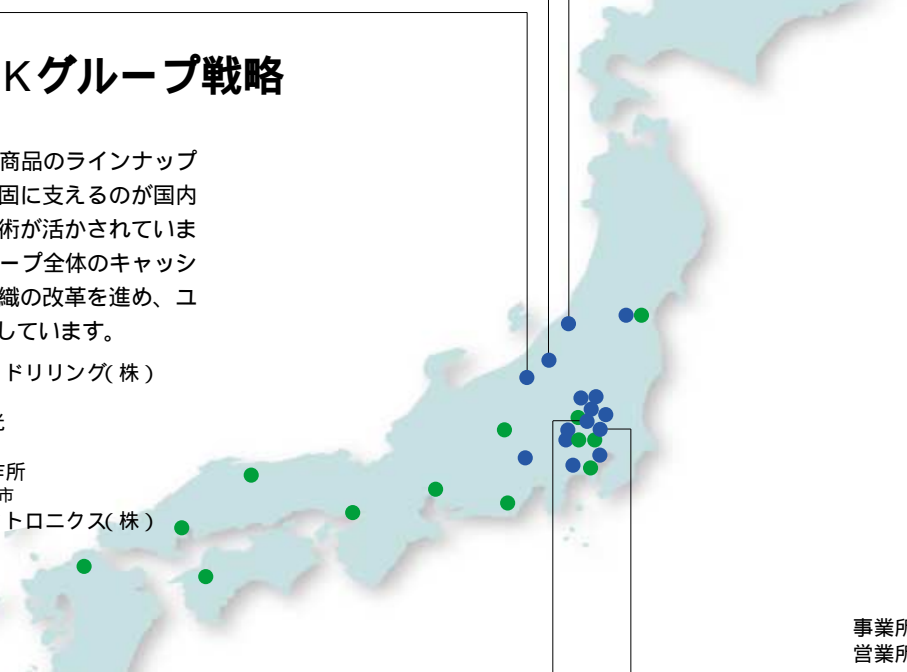 Kグループ戦略
商品のラインナップ
固に支えるのが国内
術が活かされていま
ープ全体のキャッシ
織の改革を進め、ユ
しています。
ドリリング(株)
作所
市
トロニクス(株)
事業所
営業所